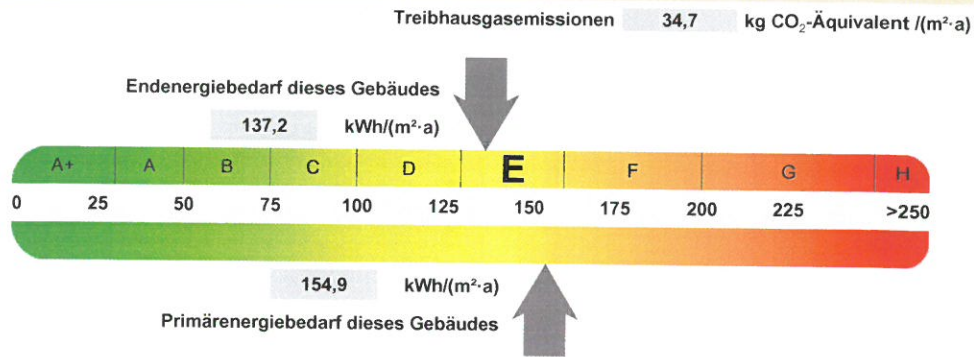 Treibhausgasemissionen 34,7 kg CO₂-Äquivalent /(m²·a)
Endenergiebedarf dieses Gebäudes
137,2 kWh/(m²·a)
A+ A B C D E F G H
0 25 50 75 100 125 150 175 200 225 >250
154,9 kWh/(m²·a)
Primärenergiebedarf dieses Gebäudes